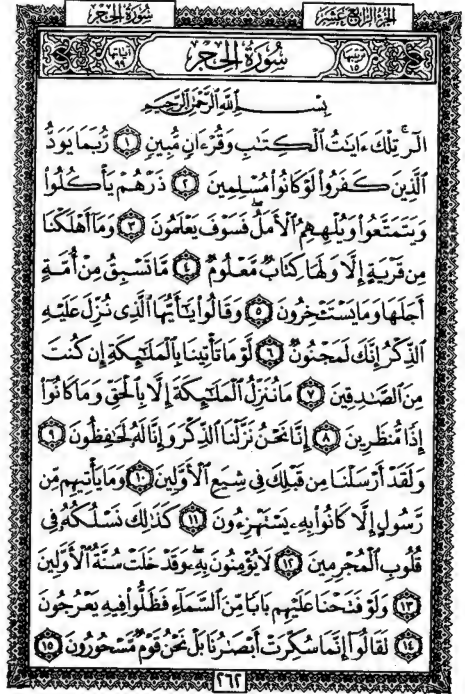 سُورَةُ الحِجْرِ
الجُزءُ الرَّابِعَ عَشَرَ
آيَاتُهَا ٩٩
سُورَةُ الحِجْرِ
تَرْتِيبُهَا ١٥
بِسْمِ ٱللَّهِ ٱلرَّحْمَٰنِ ٱلرَّحِيمِ
الٓر ۚ تِلْكَ ءَايَٰتُ ٱلْكِتَٰبِ وَقُرْءَانٍ مُّبِينٍ ١ رُّبَمَا يَوَدُّ
ٱلَّذِينَ كَفَرُوا۟ لَوْ كَانُوا۟ مُسْلِمِينَ ٢ ذَرْهُمْ يَأْكُلُوا۟
وَيَتَمَتَّعُوا۟ وَيُلْهِهِمُ ٱلْأَمَلُ ۖ فَسَوْفَ يَعْلَمُونَ ٣ وَمَآ أَهْلَكْنَا
مِن قَرْيَةٍ إِلَّا وَلَهَا كِتَابٌ مَّعْلُومٌ ٤ مَّا تَسْبِقُ مِنْ أُمَّةٍ
أَجَلَهَا وَمَا يَسْتَـْٔخِرُونَ ٥ وَقَالُوا۟ يَٰٓأَيُّهَا ٱلَّذِى نُزِّلَ عَلَيْهِ
ٱلذِّكْرُ إِنَّكَ لَمَجْنُونٌ ٦ لَّوْ مَا تَأْتِينَا بِٱلْمَلَٰٓئِكَةِ إِن كُنتَ
مِنَ ٱلصَّٰدِقِينَ ٧ مَا نُنَزِّلُ ٱلْمَلَٰٓئِكَةَ إِلَّا بِٱلْحَقِّ وَمَا كَانُوٓا۟
إِذًا مُّنظَرِينَ ٨ إِنَّا نَحْنُ نَزَّلْنَا ٱلذِّكْرَ وَإِنَّا لَهُۥ لَحَٰفِظُونَ ٩
وَلَقَدْ أَرْسَلْنَا مِن قَبْلِكَ فِى شِيَعِ ٱلْأَوَّلِينَ ١٠ وَمَا يَأْتِيهِم مِّن
رَّسُولٍ إِلَّا كَانُوا۟ بِهِۦ يَسْتَهْزِءُونَ ١١ كَذَٰلِكَ نَسْلُكُهُۥ فِى
قُلُوبِ ٱلْمُجْرِمِينَ ١٢ لَا يُؤْمِنُونَ بِهِۦ ۖ وَقَدْ خَلَتْ سُنَّةُ ٱلْأَوَّلِينَ
١٣ وَلَوْ فَتَحْنَا عَلَيْهِم بَابًا مِّنَ ٱلسَّمَآءِ فَظَلُّوا۟ فِيهِ يَعْرُجُونَ
١٤ لَقَالُوٓا۟ إِنَّمَا سُكِّرَتْ أَبْصَٰرُنَا بَلْ نَحْنُ قَوْمٌ مَّسْحُورُونَ ١٥
٢٦٢